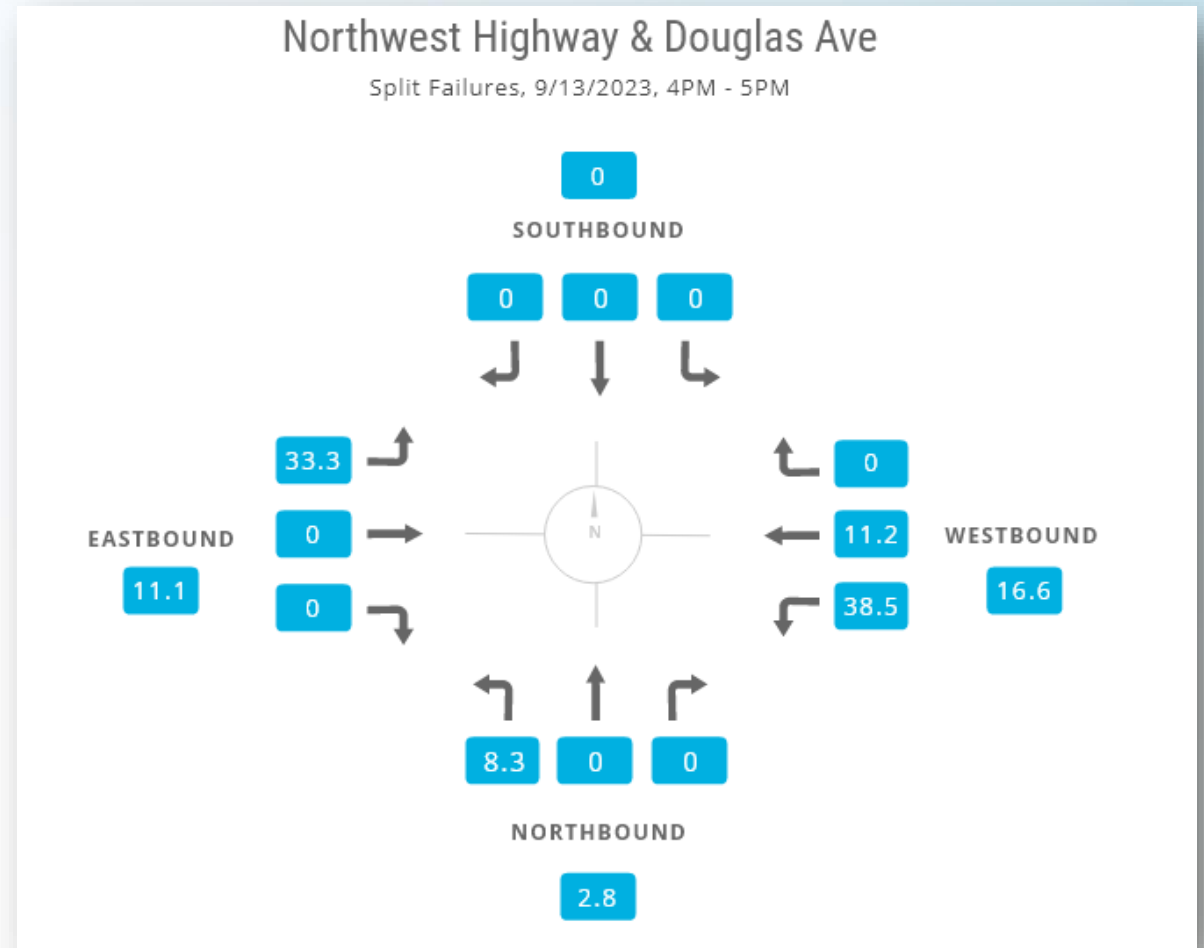 Northwest Highway & Douglas Ave
Split Failures, 9/13/2023, 4PM - 5PM
0
SOUTHBOUND
0 0 0
33.3
0
0
EASTBOUND
11.1
N
0
11.2
38.5
WESTBOUND
16.6
8.3 0 0
NORTHBOUND
2.8